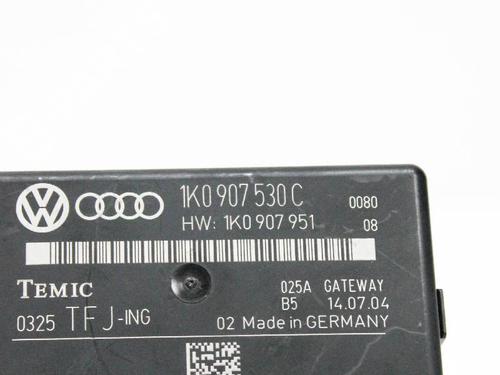 1K0 907 530 C 0080
HW: 1K0 907 951 08
TEMIC 025A GATEWAY
B5 14.07.04
0325 TFJ-ING 02 Made in GERMANY